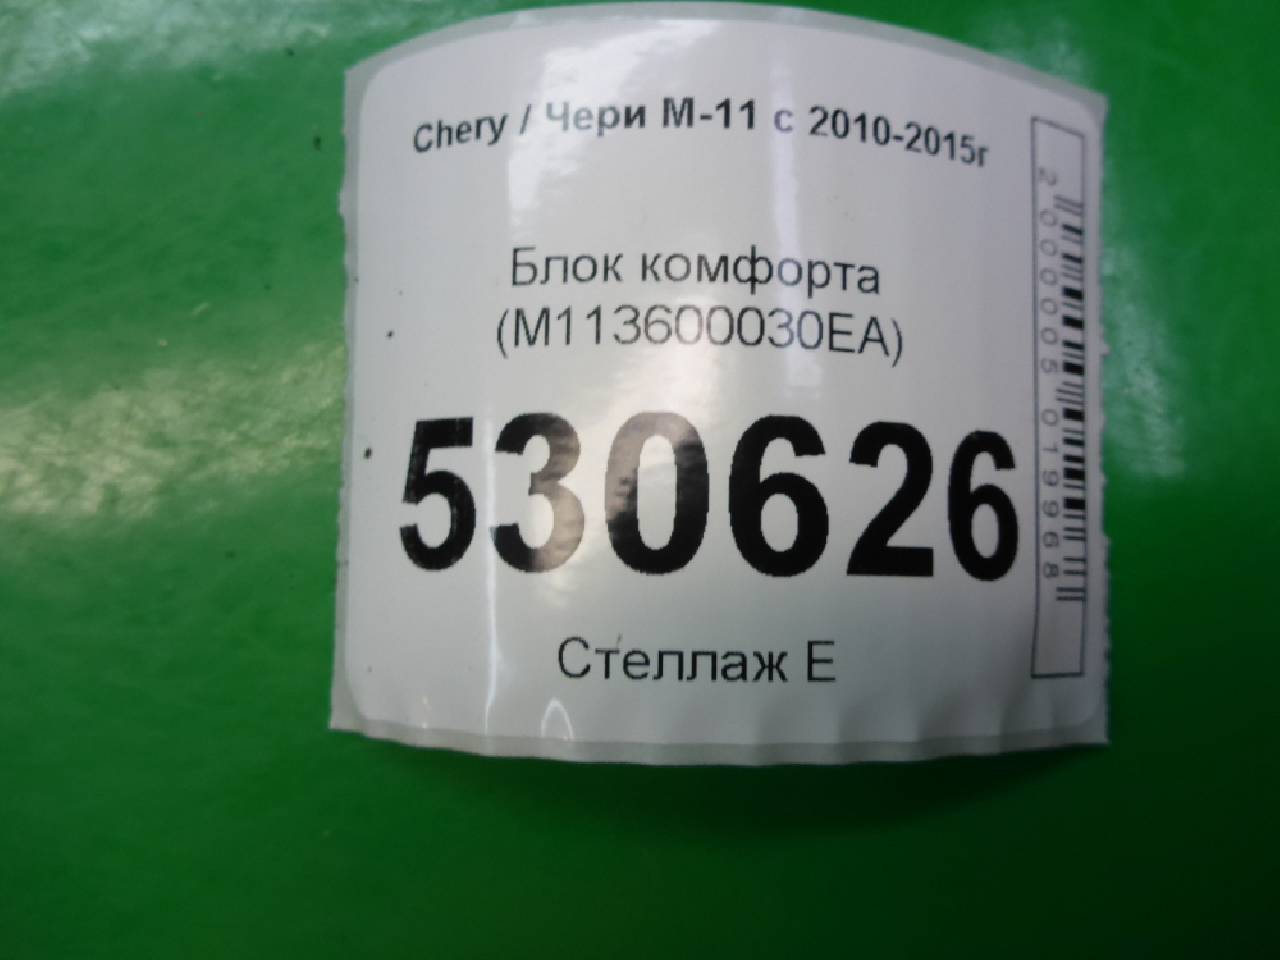 Chery / Чери М-11 с 2010-2015г
Блок комфорта
(M113600030EA)
530626
Стеллаж Е
2000005019968